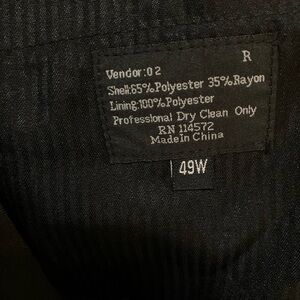 R
Vendor:02
Shell:65%Polyester 35%Rayon
Lining:100%Polyester
Professional Dry Clean Only
RN 114572
Made in China
49W